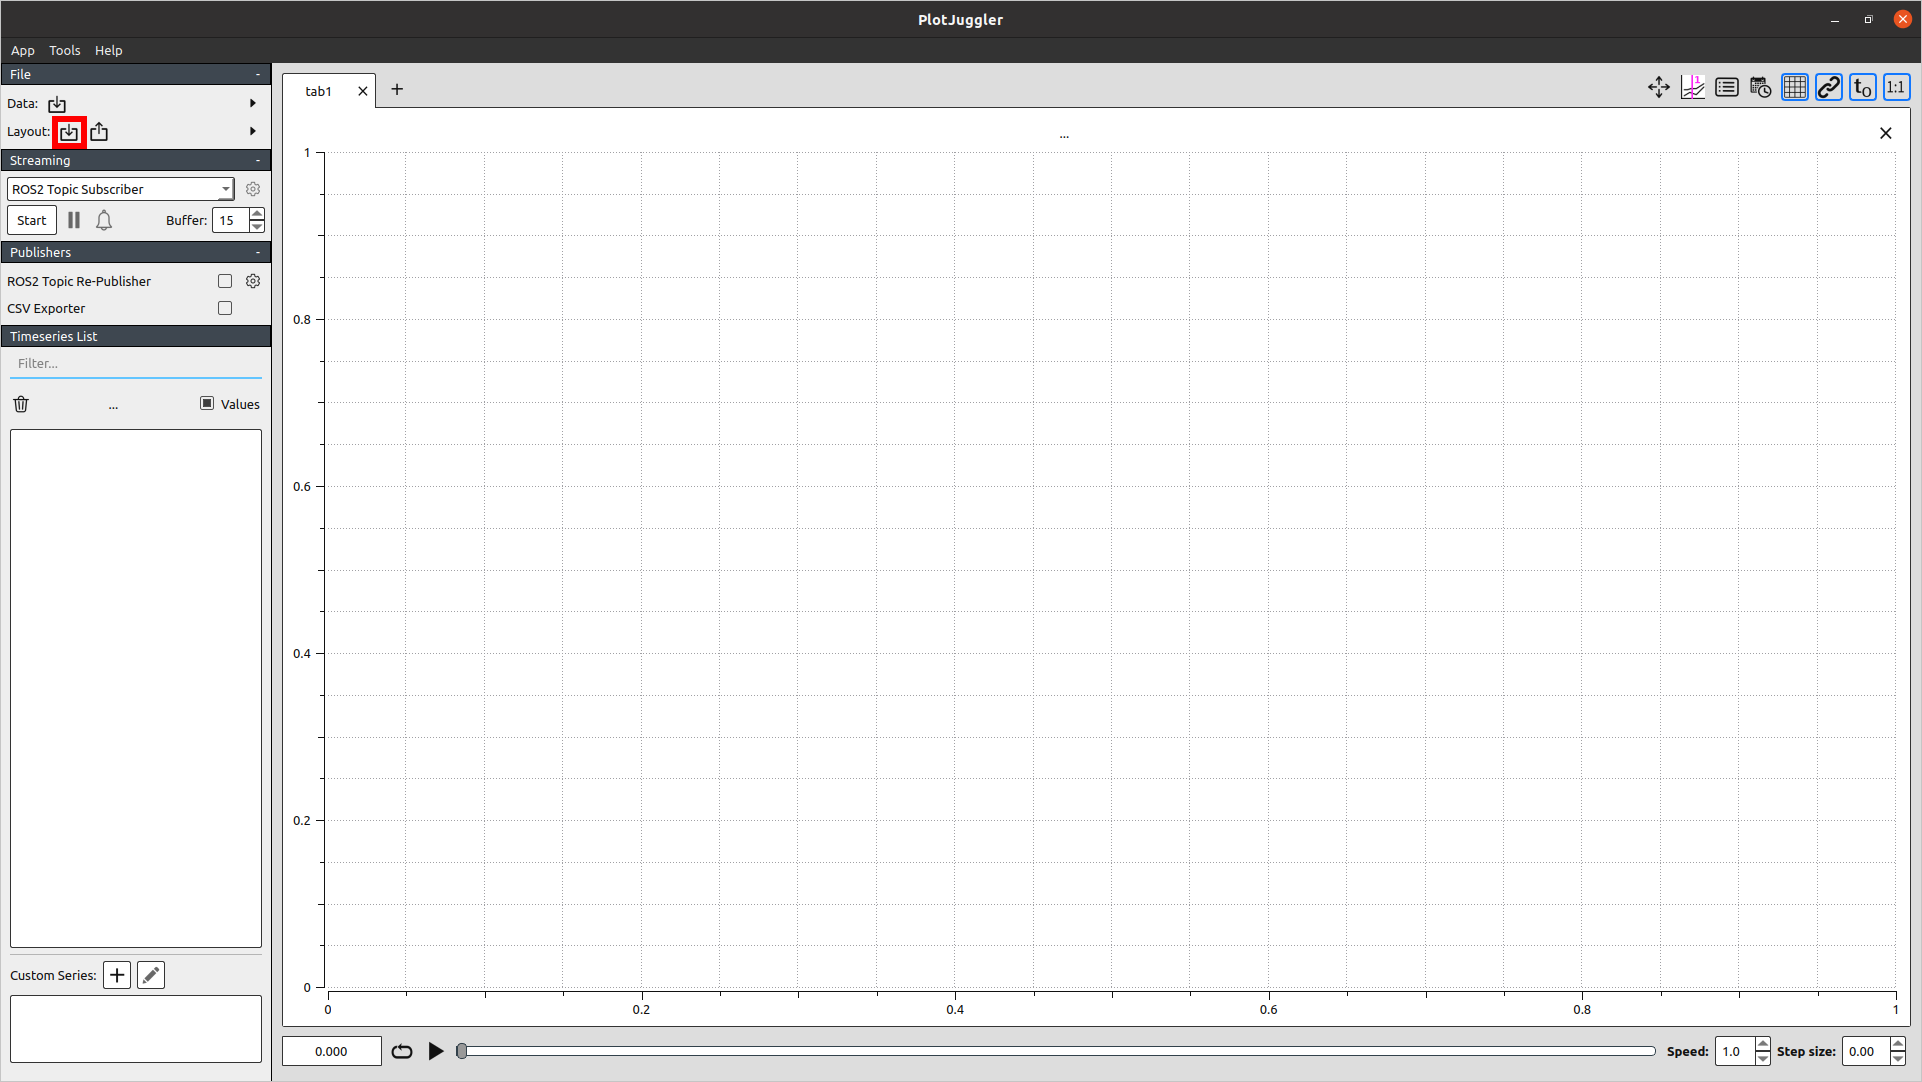 PlotJuggler
App Tools Help
File -
tab1
Data:
Layout:
1
t0
1:1
...
Streaming -
ROS2 Topic Subscriber
Start Buffer: 15
Publishers -
ROS2 Topic Re-Publisher
CSV Exporter
Timeseries List
Filter...
... Values
Custom Series:
1
0.8
0.6
0.4
0.2
0
0 0.2 0.4 0.6 0.8 1
0.000 Speed: 1.0 Step size: 0.00